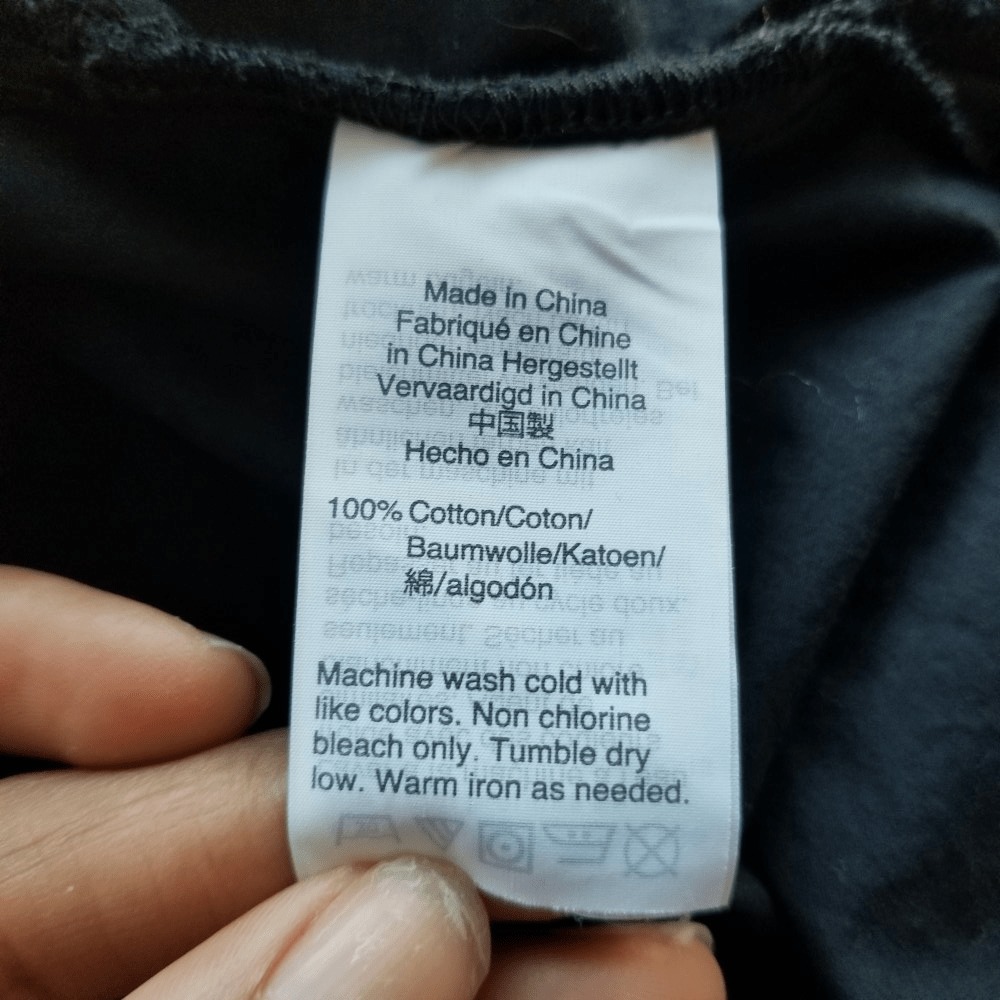 Made in China
Fabriqué en Chine
in China Hergestellt
Vervaardigd in China
中国製
Hecho en China
100% Cotton/Coton/
Baumwolle/Katoen/
綿/algodón
Machine wash cold with
like colors. Non chlorine
bleach only. Tumble dry
low. Warm iron as needed.